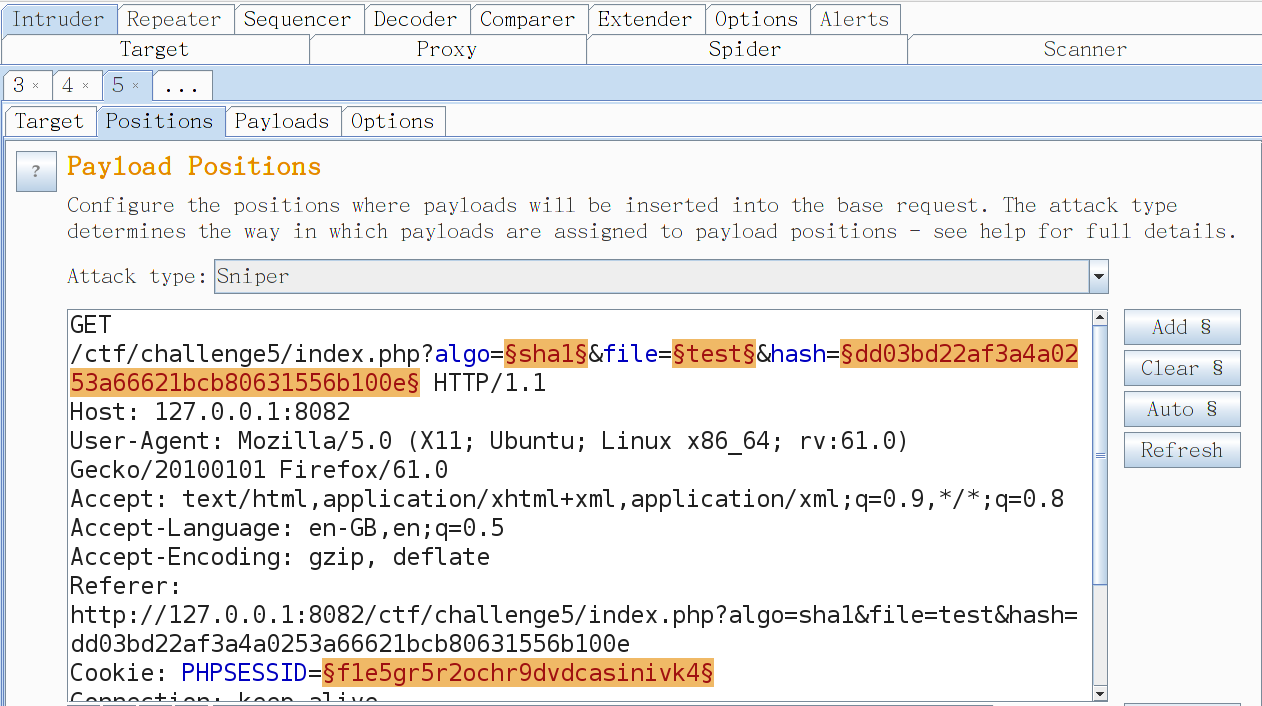 Intruder Repeater Sequencer Decoder Comparer Extender Options Alerts
Target Proxy Spider Scanner
3 × 4 × 5 × ...
Target Positions Payloads Options
? Payload Positions
Configure the positions where payloads will be inserted into the base request. The attack type
determines the way in which payloads are assigned to payload positions - see help for full details.
Attack type: Sniper
GET
/ctf/challenge5/index.php?algo=§sha1§&file=§test§&hash=§dd03bd22af3a4a02
53a66621bcb80631556b100e§ HTTP/1.1
Host: 127.0.0.1:8082
User-Agent: Mozilla/5.0 (X11; Ubuntu; Linux x86_64; rv:61.0)
Gecko/20100101 Firefox/61.0
Accept: text/html,application/xhtml+xml,application/xml;q=0.9,*/*;q=0.8
Accept-Language: en-GB,en;q=0.5
Accept-Encoding: gzip, deflate
Referer:
http://127.0.0.1:8082/ctf/challenge5/index.php?algo=sha1&file=test&hash=
dd03bd22af3a4a0253a66621bcb80631556b100e
Cookie: PHPSESSID=§f1e5gr5r2ochr9dvdcasinivk4§
Connection: keep-alive
Add §
Clear §
Auto §
Refresh